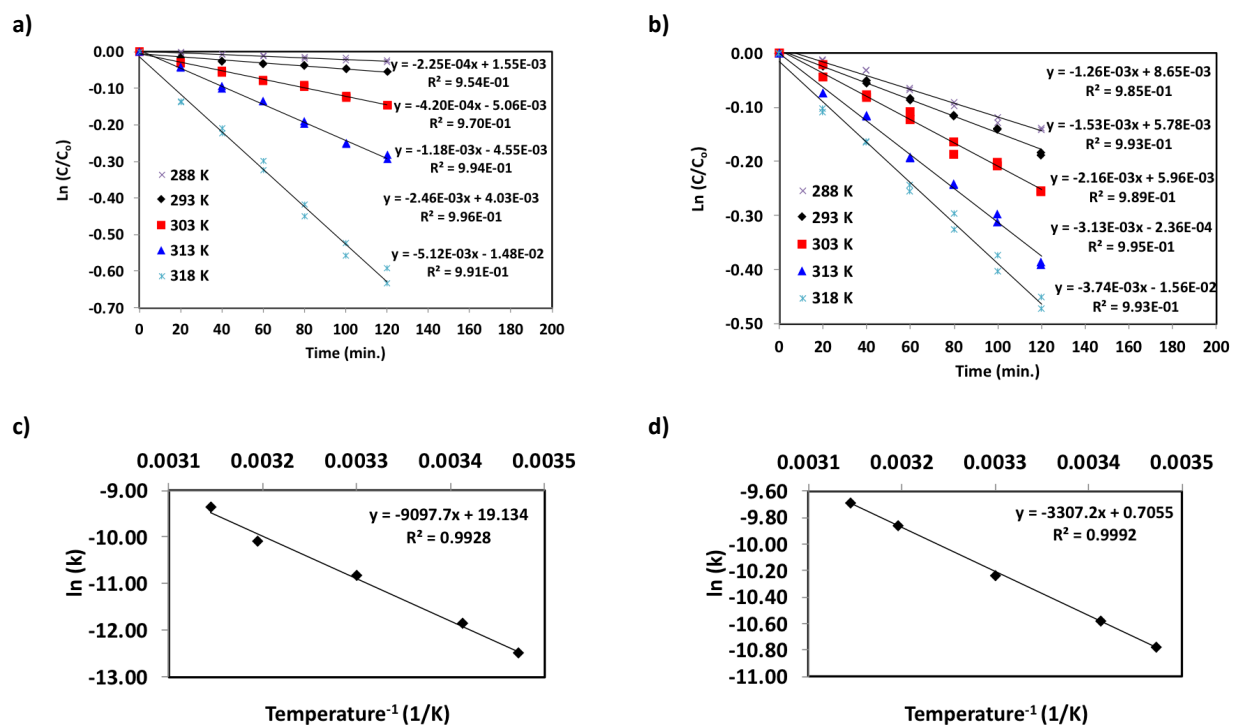 a)
0.00
-0.10
-0.20
-0.30
-0.40
-0.50
-0.60
-0.70
Ln (C/Cₒ)
0 20 40 60 80 100 120 140 160 180 200
Time (min.)
288 K
293 K
303 K
313 K
318 K
y = -2.25E-04x + 1.55E-03
R² = 9.54E-01
y = -4.20E-04x - 5.06E-03
R² = 9.70E-01
y = -1.18E-03x - 4.55E-03
R² = 9.94E-01
y = -2.46E-03x + 4.03E-03
R² = 9.96E-01
y = -5.12E-03x - 1.48E-02
R² = 9.91E-01
b)
0.00
-0.10
-0.20
-0.30
-0.40
-0.50
Ln (C/Cₒ)
0 20 40 60 80 100 120 140 160 180 200
Time (min.)
288 K
293 K
303 K
313 K
318 K
y = -1.26E-03x + 8.65E-03
R² = 9.85E-01
y = -1.53E-03x + 5.78E-03
R² = 9.93E-01
y = -2.16E-03x + 5.96E-03
R² = 9.89E-01
y = -3.13E-03x - 2.36E-04
R² = 9.95E-01
y = -3.74E-03x - 1.56E-02
R² = 9.93E-01
c)
0.0031 0.0032 0.0033 0.0034 0.0035
-9.00
-10.00
-11.00
-12.00
-13.00
ln (k)
y = -9097.7x + 19.134
R² = 0.9928
Temperature⁻¹ (1/K)
d)
0.0031 0.0032 0.0033 0.0034 0.0035
-9.60
-9.80
-10.00
-10.20
-10.40
-10.60
-10.80
-11.00
ln (k)
y = -3307.2x + 0.7055
R² = 0.9992
Temperature⁻¹ (1/K)